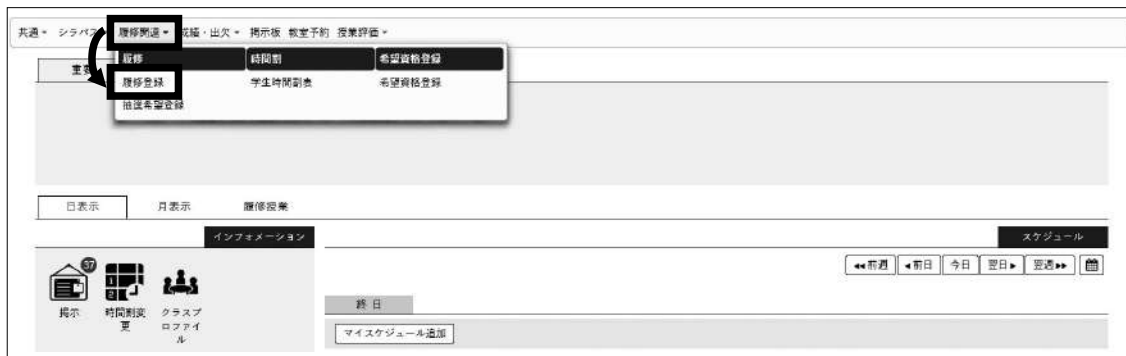 共通 シラバス 履修関連 成績・出欠 掲示板 教室予約 授業評価
履修 時間割 希望資格登録
重要
履修登録 学生時間割表 希望資格登録
抽選希望登録
日表示 月表示 履修授業
インフォメーション スケジュール
37
前週 前日 今日 翌日 翌週
掲示 時間割変更 クラスプロファイル
終日
マイスケジュール追加